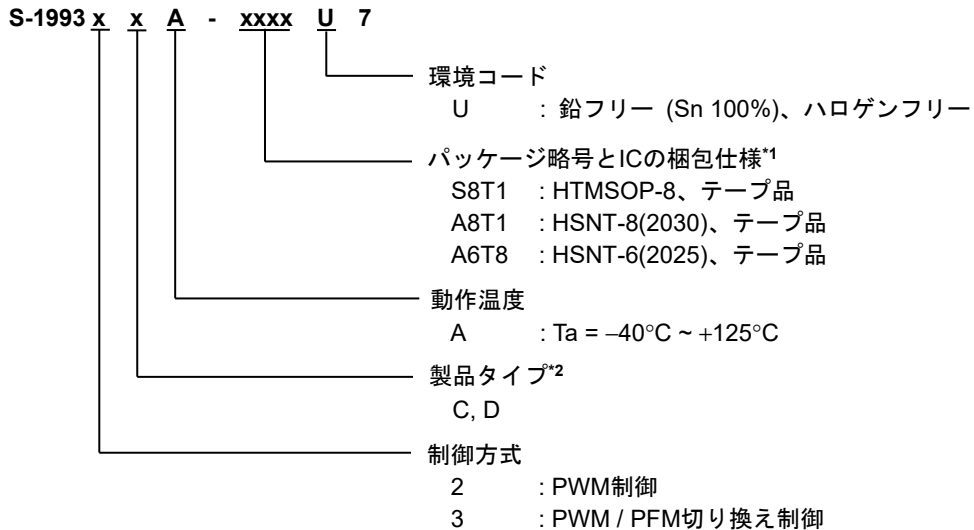 S-1993 x x A - xxxx U 7
環境コード
U : 鉛フリー (Sn 100%)、ハロゲンフリー
パッケージ略号とICの梱包仕様*1
S8T1 : HTMSOP-8、テープ品
A8T1 : HSNT-8(2030)、テープ品
A6T8 : HSNT-6(2025)、テープ品
動作温度
A : Ta = −40°C ~ +125°C
製品タイプ*2
C, D
制御方式
2 : PWM制御
3 : PWM / PFM切り換え制御